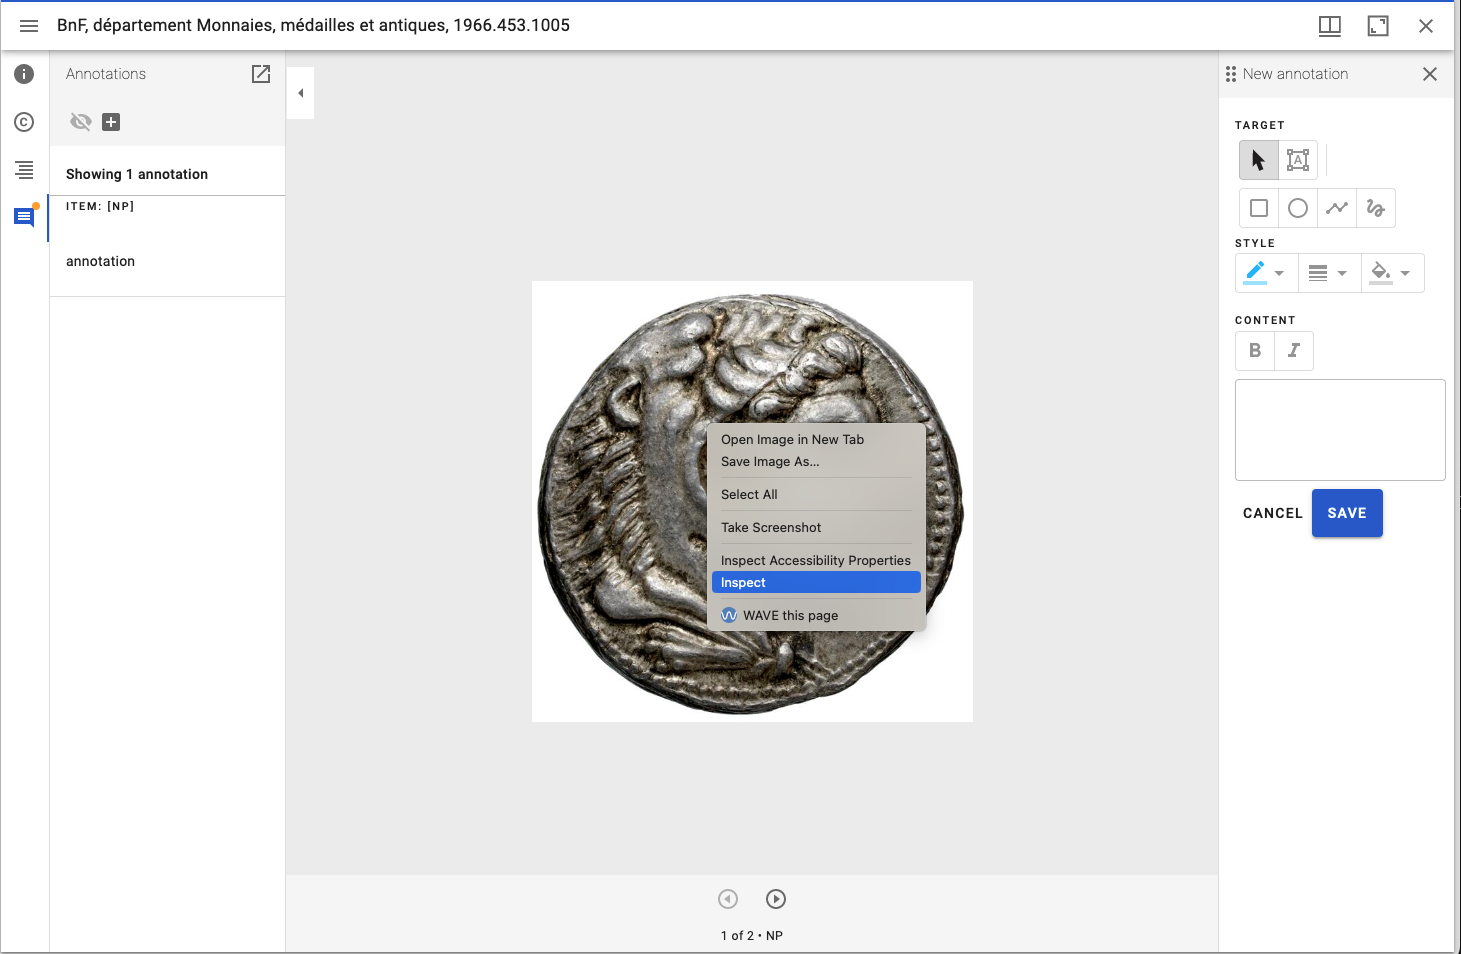 BnF, département Monnaies, médailles et antiques, 1966.453.1005
Annotations
Showing 1 annotation
ITEM: [NP]
annotation
Open Image in New Tab
Save Image As...
Select All
Take Screenshot
Inspect Accessibility Properties
Inspect
WAVE this page
1 of 2 • NP
New annotation
TARGET
A
STYLE
CONTENT
B I
CANCEL SAVE